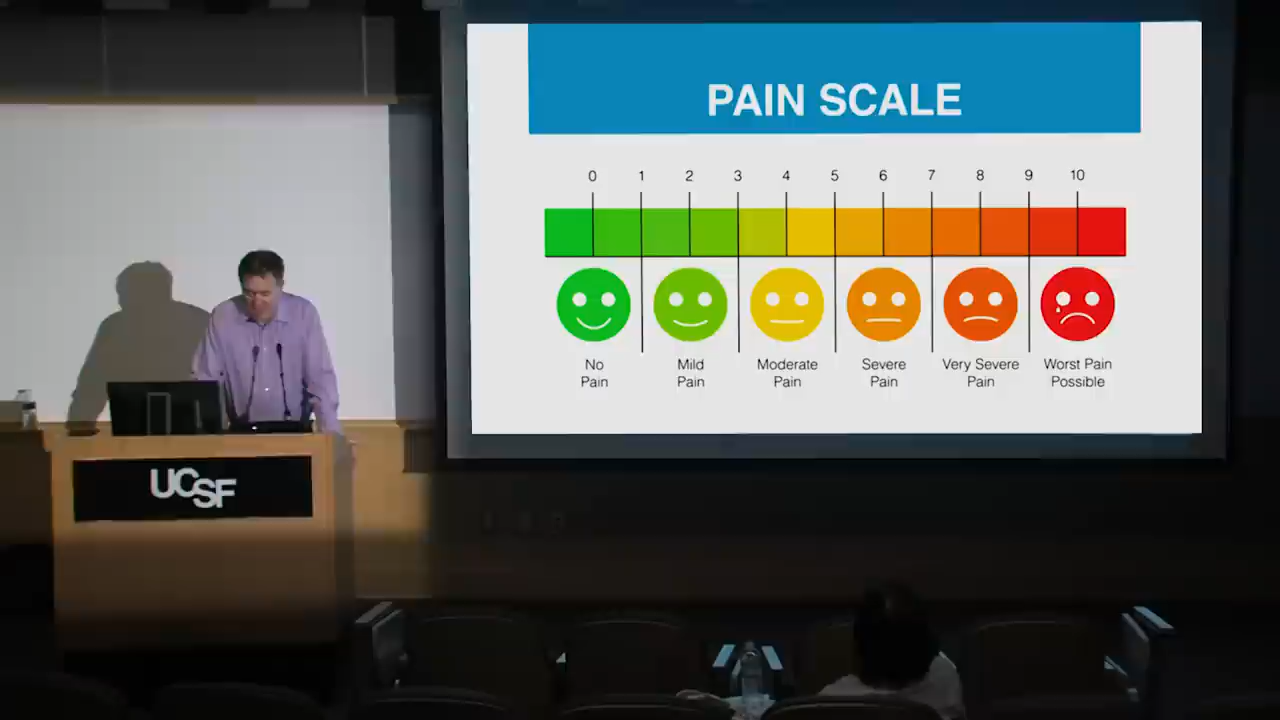 PAIN SCALE
0 1 2 3 4 5 6 7 8 9 10
No Mild Moderate Severe Very Severe Worst Pain
Pain Pain Pain Pain Pain Possible
UCSF